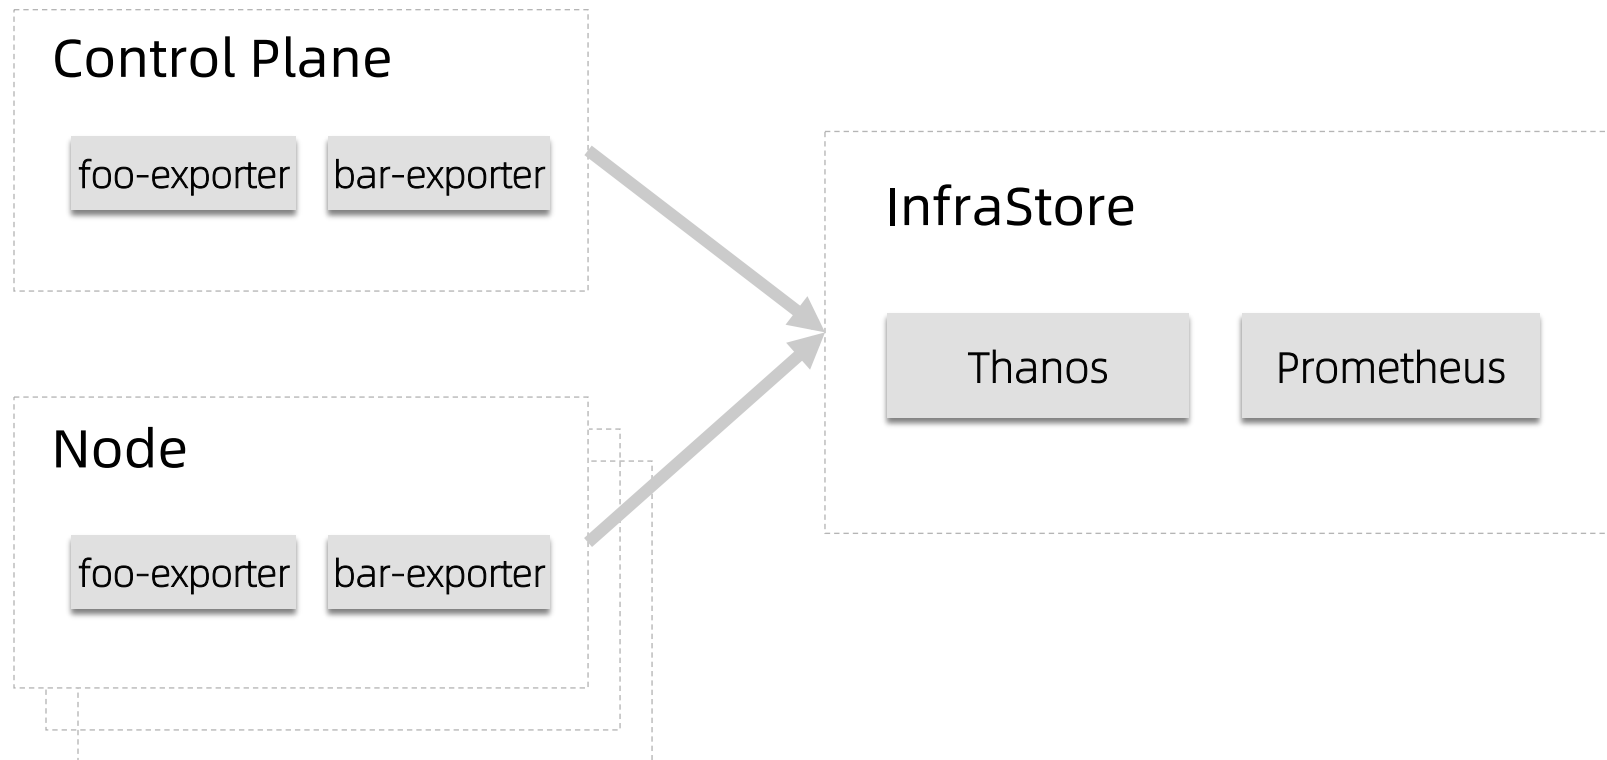 Control Plane
foo-exporter
bar-exporter
InfraStore
Thanos
Prometheus
Node
foo-exporter
bar-exporter